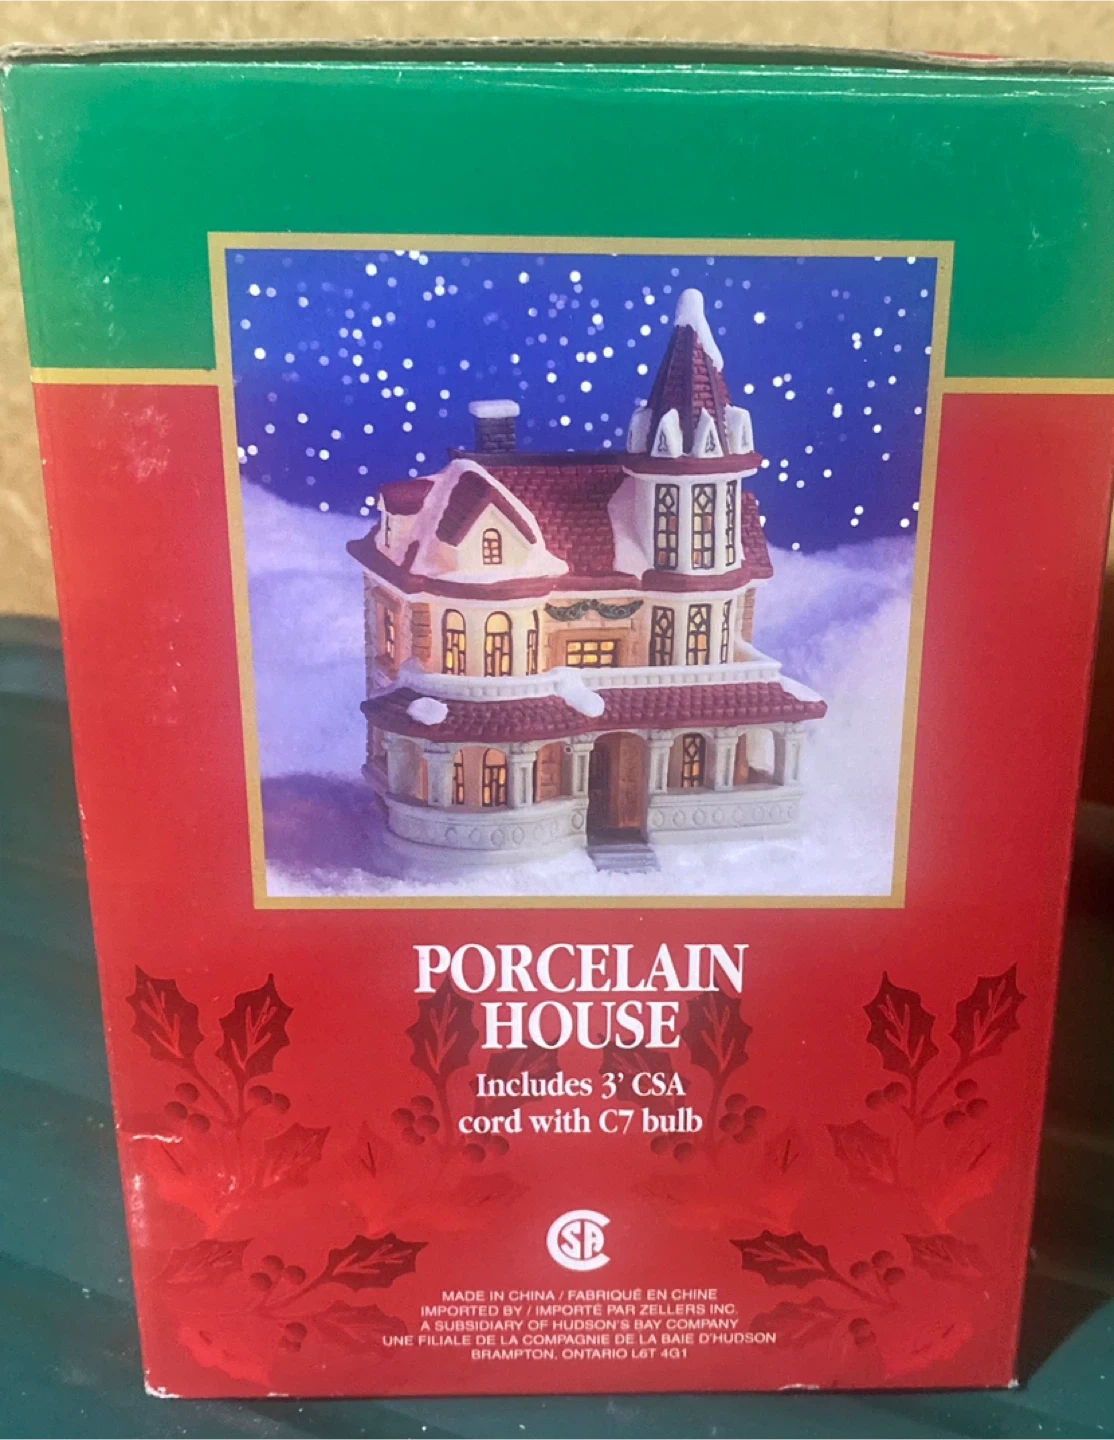 PORCELAIN
HOUSE
Includes 3' CSA
cord with C7 bulb
CSA
MADE IN CHINA / FABRIQUÉ EN CHINE
IMPORTED BY / IMPORTÉ PAR ZELLERS INC.
A SUBSIDIARY OF HUDSON'S BAY COMPANY
UNE FILIALE DE LA COMPAGNIE DE LA BAIE D'HUDSON
BRAMPTON, ONTARIO L6T 4G1